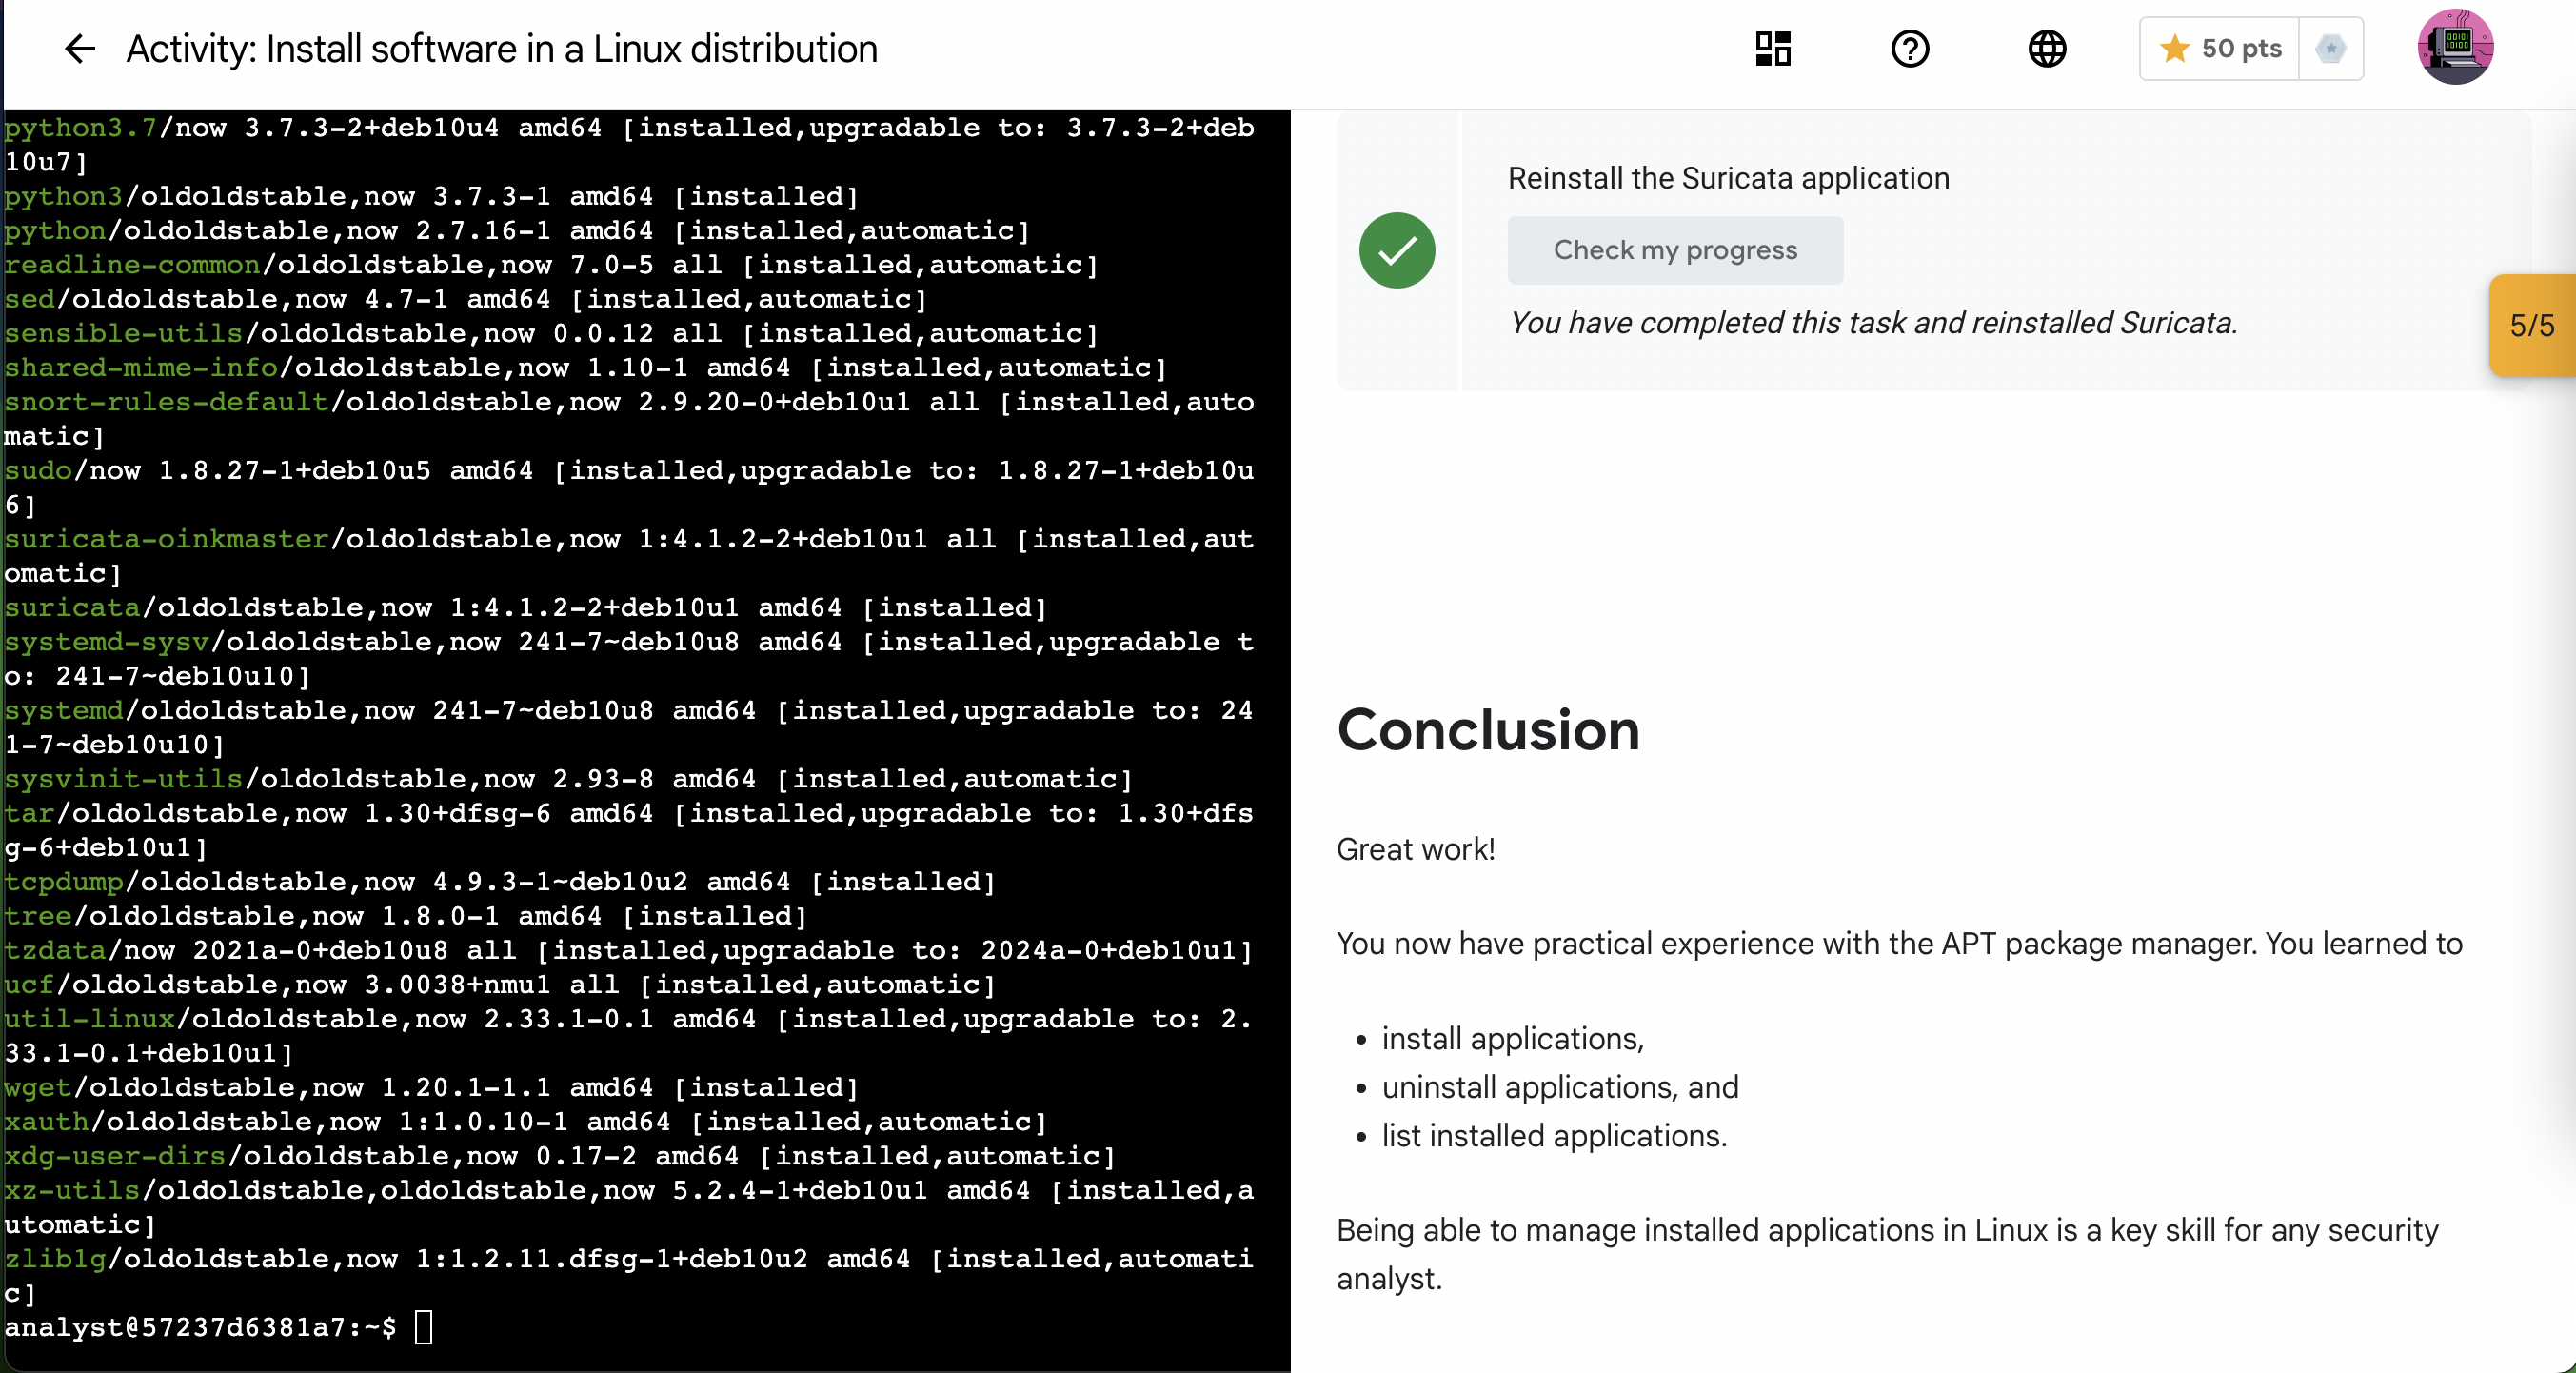 Activity: Install software in a Linux distribution
50 pts
python3.7/now 3.7.3-2+deb10u4 amd64 [installed,upgradable to: 3.7.3-2+deb
10u7]
python3/oldoldstable,now 3.7.3-1 amd64 [installed]
python/oldoldstable,now 2.7.16-1 amd64 [installed,automatic]
readline-common/oldoldstable,now 7.0-5 all [installed,automatic]
sed/oldoldstable,now 4.7-1 amd64 [installed,automatic]
sensible-utils/oldoldstable,now 0.0.12 all [installed,automatic]
shared-mime-info/oldoldstable,now 1.10-1 amd64 [installed,automatic]
snort-rules-default/oldoldstable,now 2.9.20-0+deb10u1 all [installed,auto
matic]
sudo/now 1.8.27-1+deb10u5 amd64 [installed,upgradable to: 1.8.27-1+deb10u
6]
suricata-oinkmaster/oldoldstable,now 1:4.1.2-2+deb10u1 all [installed,aut
omatic]
suricata/oldoldstable,now 1:4.1.2-2+deb10u1 amd64 [installed]
systemd-sysv/oldoldstable,now 241-7~deb10u8 amd64 [installed,upgradable t
o: 241-7~deb10u10]
systemd/oldoldstable,now 241-7~deb10u8 amd64 [installed,upgradable to: 24
1-7~deb10u10]
sysvinit-utils/oldoldstable,now 2.93-8 amd64 [installed,automatic]
tar/oldoldstable,now 1.30+dfsg-6 amd64 [installed,upgradable to: 1.30+dfs
g-6+deb10u1]
tcpdump/oldoldstable,now 4.9.3-1~deb10u2 amd64 [installed]
tree/oldoldstable,now 1.8.0-1 amd64 [installed]
tzdata/now 2021a-0+deb10u8 all [installed,upgradable to: 2024a-0+deb10u1]
ucf/oldoldstable,now 3.0038+nmu1 all [installed,automatic]
util-linux/oldoldstable,now 2.33.1-0.1 amd64 [installed,upgradable to: 2.
33.1-0.1+deb10u1]
wget/oldoldstable,now 1.20.1-1.1 amd64 [installed]
xauth/oldoldstable,now 1:1.0.10-1 amd64 [installed,automatic]
xdg-user-dirs/oldoldstable,now 0.17-2 amd64 [installed,automatic]
xz-utils/oldoldstable,oldoldstable,now 5.2.4-1+deb10u1 amd64 [installed,a
utomatic]
zlib1g/oldoldstable,now 1:1.2.11.dfsg-1+deb10u2 amd64 [installed,automati
c]
analyst@57237d6381a7:~$
Reinstall the Suricata application
Check my progress
You have completed this task and reinstalled Suricata.
5/5
Conclusion
Great work!
You now have practical experience with the APT package manager. You learned to
• install applications,
• uninstall applications, and
• list installed applications.
Being able to manage installed applications in Linux is a key skill for any security
analyst.